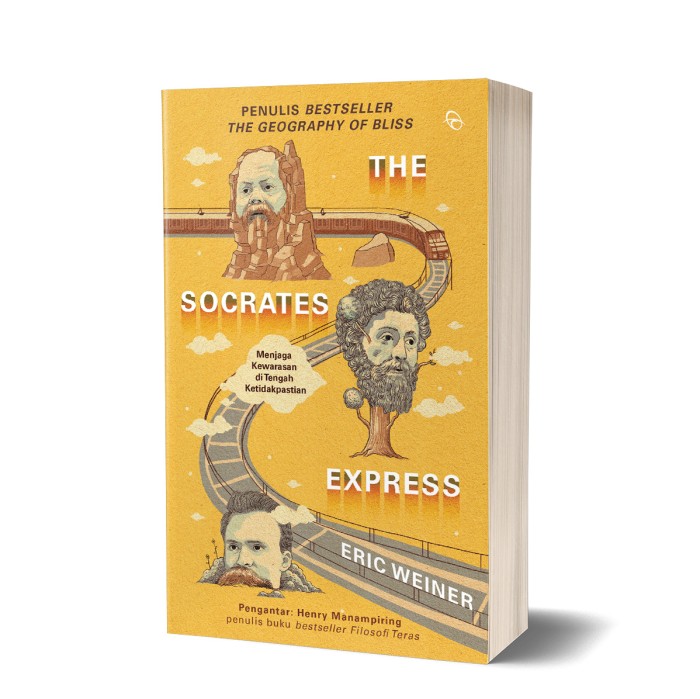 PENULIS BESTSELLER
THE GEOGRAPHY OF BLISS
THE
SOCRATES
Menjaga
Kewarasan
di Tengah
Ketidakpastian
EXPRESS
ERIC WEINER
Pengantar: Henry Manampiring
penulis buku bestseller Filosofi Teras